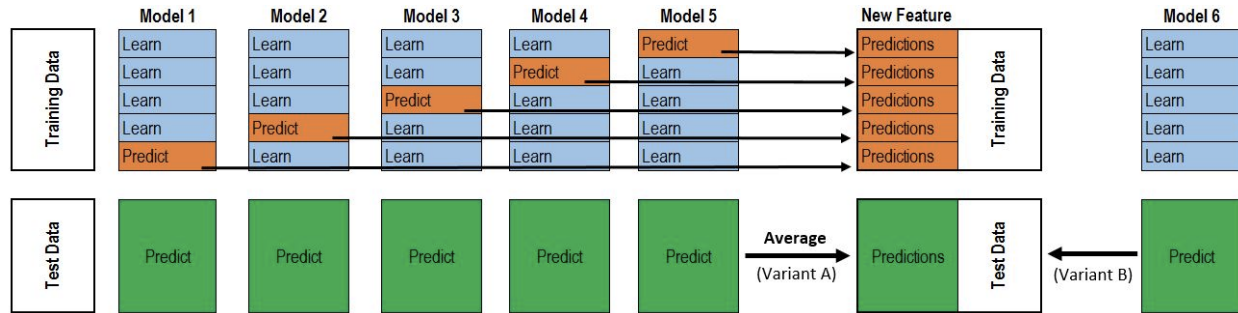 Model 1 Model 2 Model 3 Model 4 Model 5 New Feature Model 6
Training Data
Learn Learn Learn Learn Predict Predictions Learn
Learn Learn Learn Predict Learn Predictions Learn
Learn Learn Predict Learn Learn Predictions Learn
Learn Predict Learn Learn Learn Predictions Learn
Predict Learn Learn Learn Learn Predictions Learn
Training Data
Test Data
Predict Predict Predict Predict Predict
Average
(Variant A)
Predictions
Test Data
(Variant B)
Predict